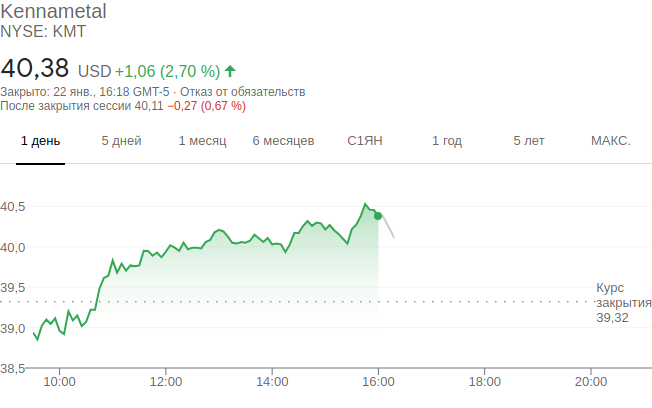 Kennametal
NYSE: KMT
40,38 USD +1,06 (2,70 %)
Закрыто: 22 янв., 16:18 GMT-5 · Отказ от обязательств
После закрытия сессии 40,11 −0,27 (0,67 %)
1 день 5 дней 1 месяц 6 месяцев С1ЯН 1 год 5 лет МАКС.
40,5
40,0
39,5
39,0
38,5
Курс
закрытия
39,32
10:00 12:00 14:00 16:00 18:00 20:00